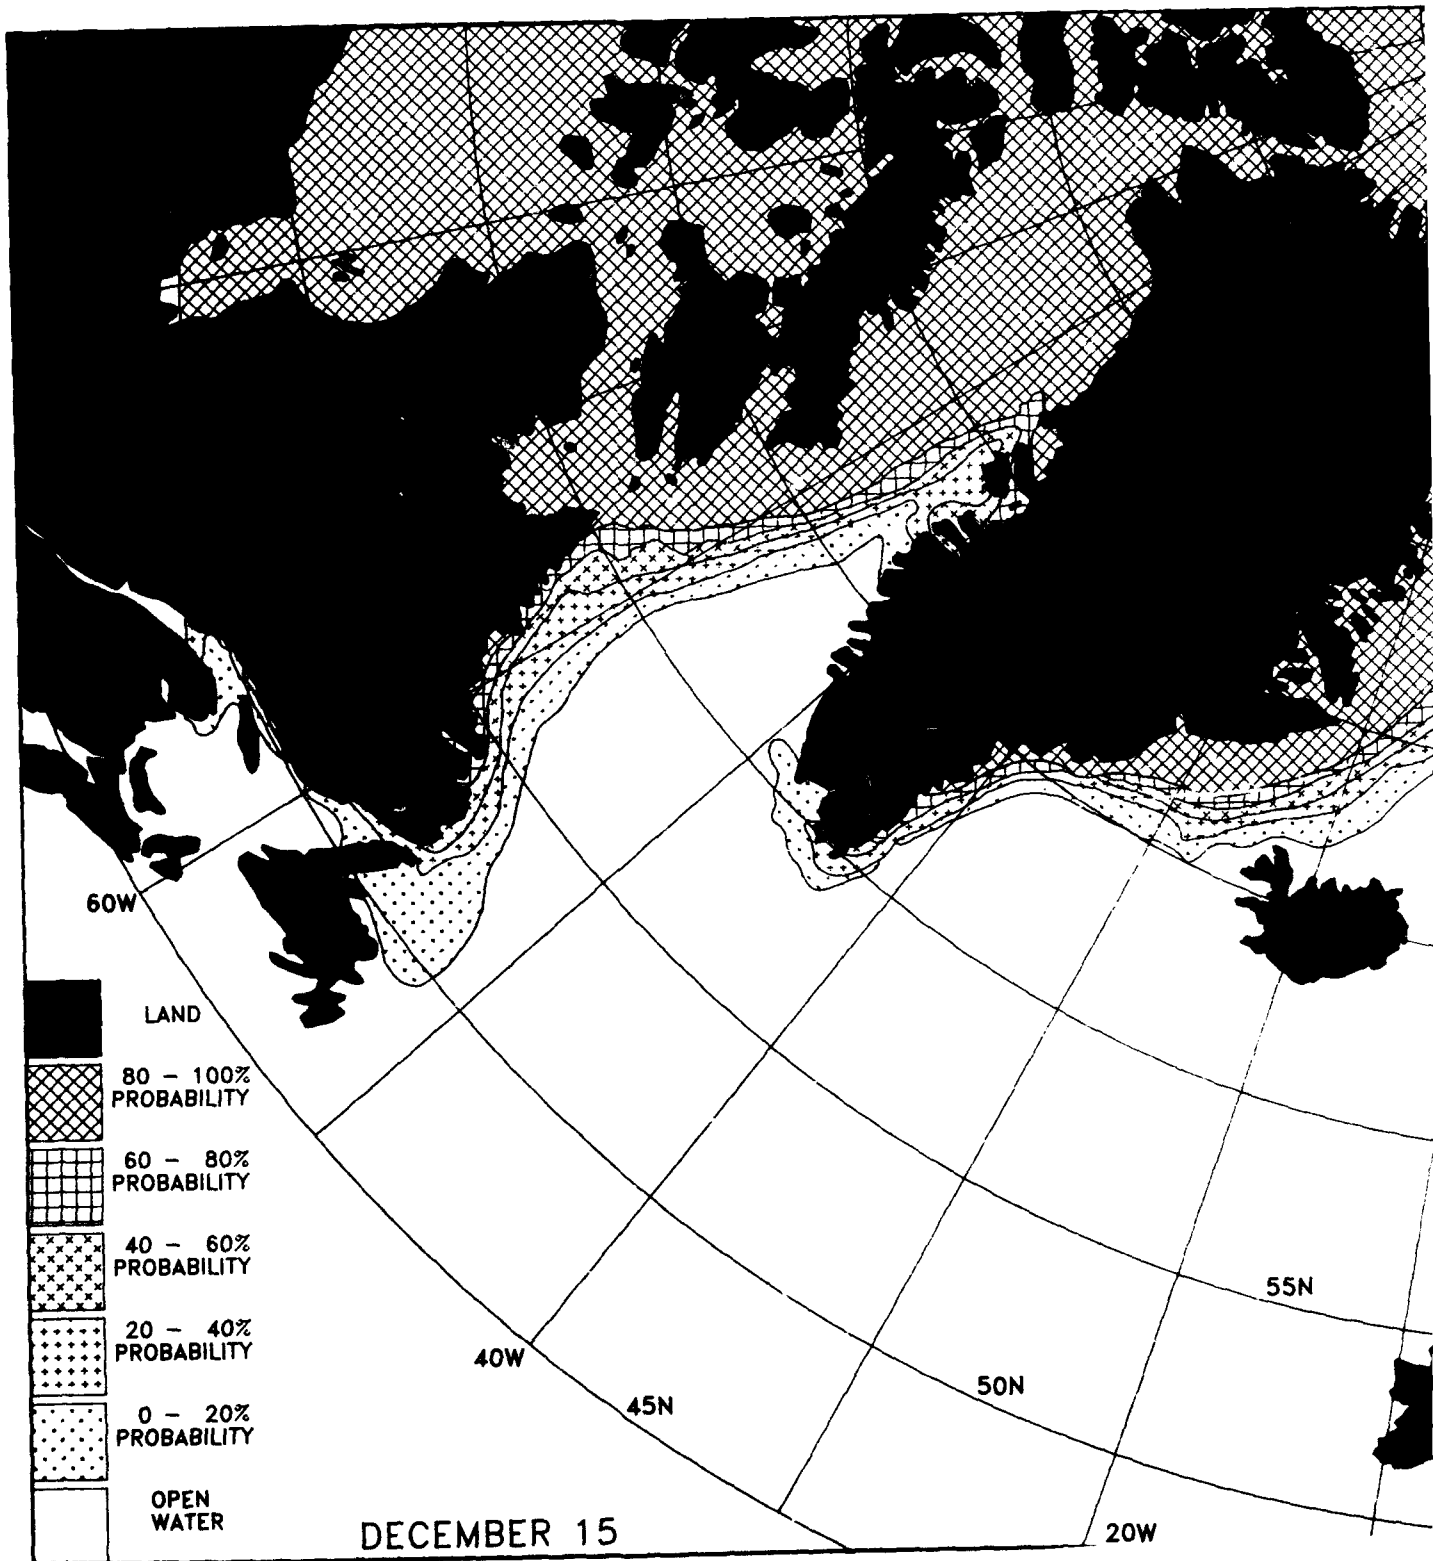 60W
LAND
80 - 100%
PROBABILITY
60 - 80%
PROBABILITY
40 - 60%
PROBABILITY
20 - 40%
PROBABILITY
0 - 20%
PROBABILITY
OPEN
WATER
DECEMBER 15
40W
45N
50N
55N
20W